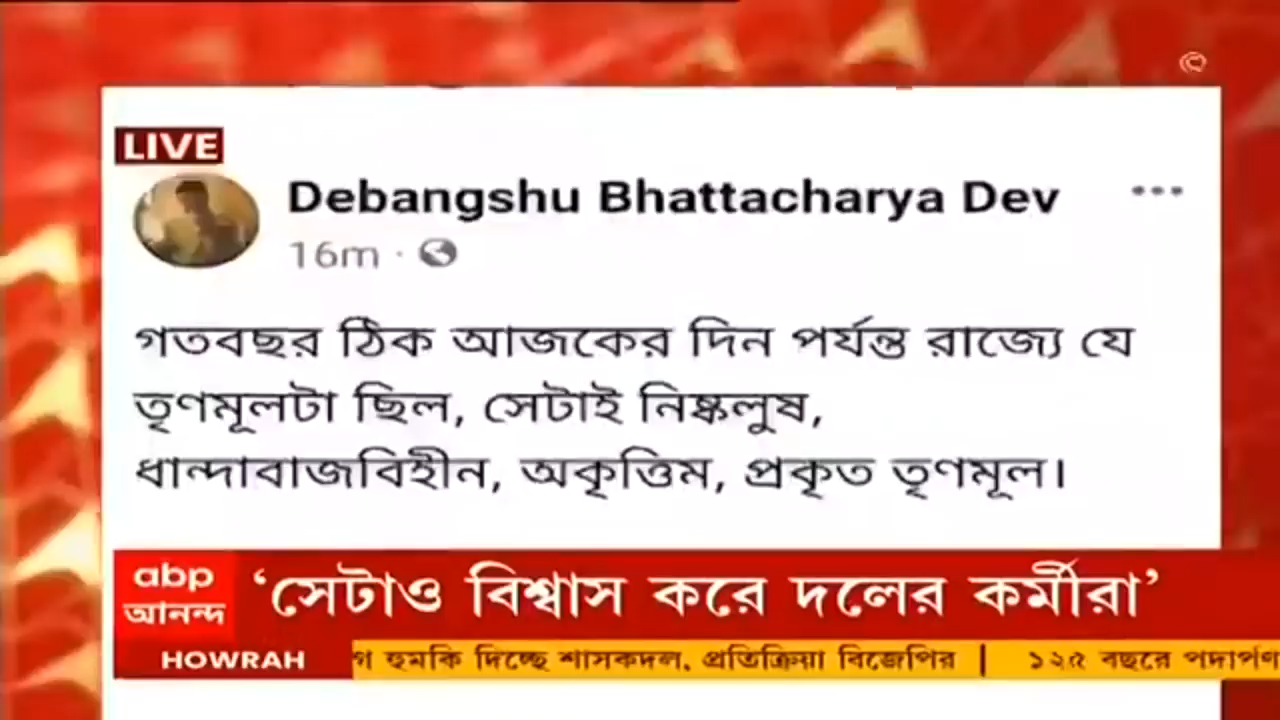 LIVE
Debangshu Bhattacharya Dev
16m
গতবছর ঠিক আজকের দিন পর্যন্ত রাজ্যে যে
তৃণমূলটা ছিল, সেটাই নিষ্কলুষ,
ধান্দাবাজবিহীন, অকৃত্তিম, প্রকৃত তৃণমূল।
abp
আনন্দ
‘সেটাও বিশ্বাস করে দলের কর্মীরা’
HOWRAH
গ হুমকি দিচ্ছে শাসকদল, প্রতিক্রিয়া বিজেপির | ১২৫ বছরে পদার্পণ